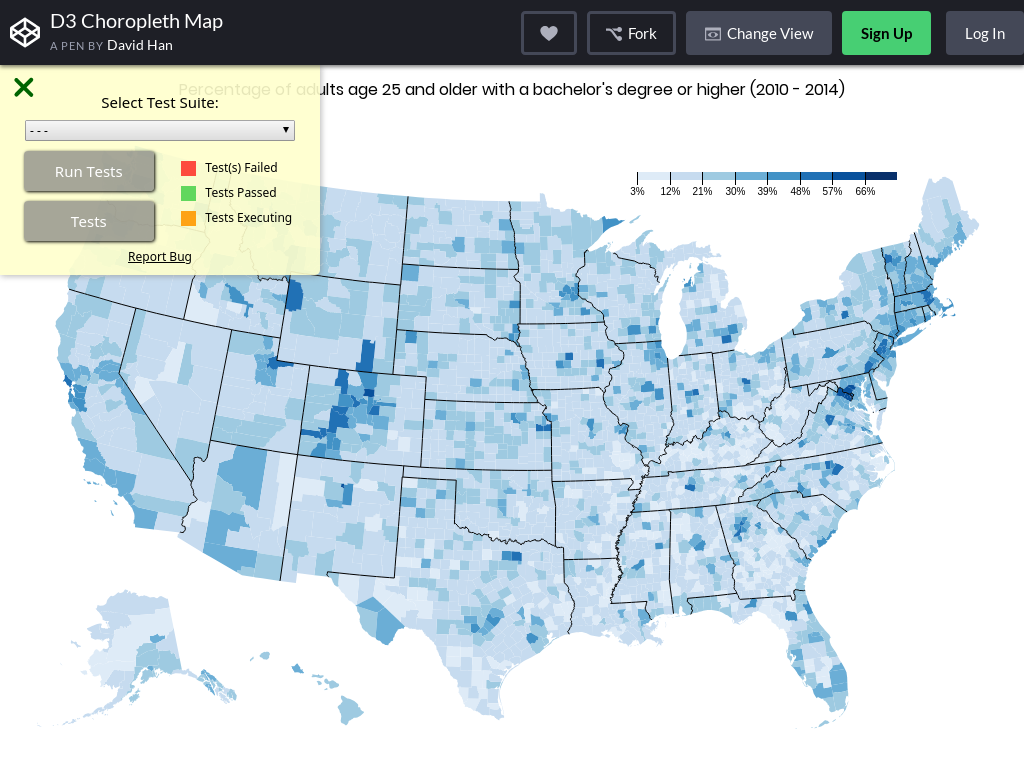 D3 Choropleth Map
A PEN BY David Han
Fork
Change View
Sign Up
Log In
Percentage of adults age 25 and older with a bachelor's degree or higher (2010 - 2014)
Select Test Suite:
- - -
Run Tests
Tests
Test(s) Failed
Tests Passed
Tests Executing
Report Bug
3% 12% 21% 30% 39% 48% 57% 66%